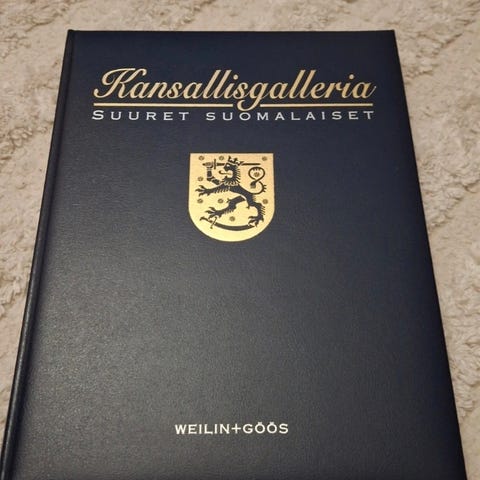 Kansallisgalleria
SUURET SUOMALAISET
WEILIN+GÖÖS